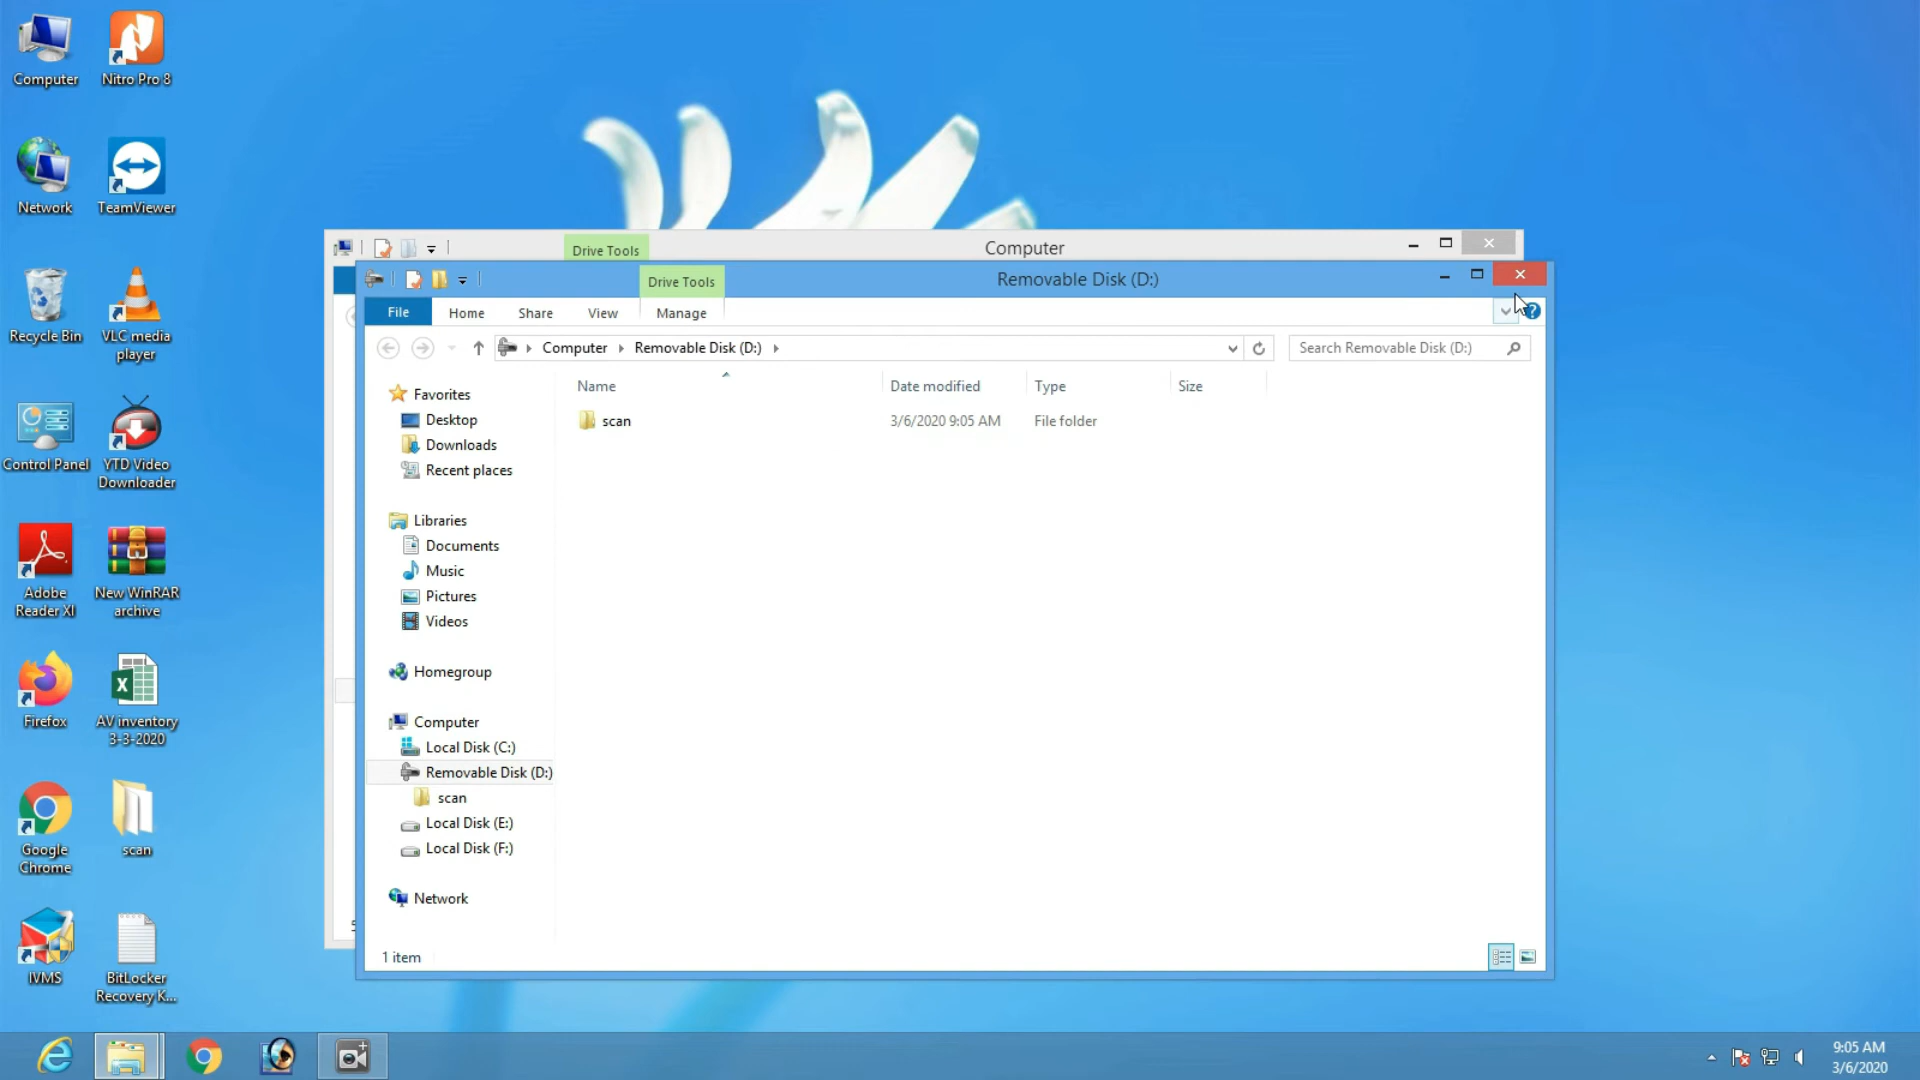 Computer
Nitro Pro 8
Network
TeamViewer
Recycle Bin
VLC media
player
Control Panel
YTD Video
Downloader
Adobe
Reader XI
New WinRAR
archive
Firefox
AV inventory
3-3-2020
Google
Chrome
scan
IVMS
BitLocker
Recovery K...
Drive Tools
Computer
Drive Tools
Removable Disk (D:)
File
Home
Share
View
Manage
Computer
Removable Disk (D:)
Search Removable Disk (D:)
Name
Date modified
Type
Size
scan
3/6/2020 9:05 AM
File folder
Favorites
Desktop
Downloads
Recent places
Libraries
Documents
Music
Pictures
Videos
Homegroup
Computer
Local Disk (C:)
Removable Disk (D:)
scan
Local Disk (E:)
Local Disk (F:)
Network
1 item
9:05 AM
3/6/2020